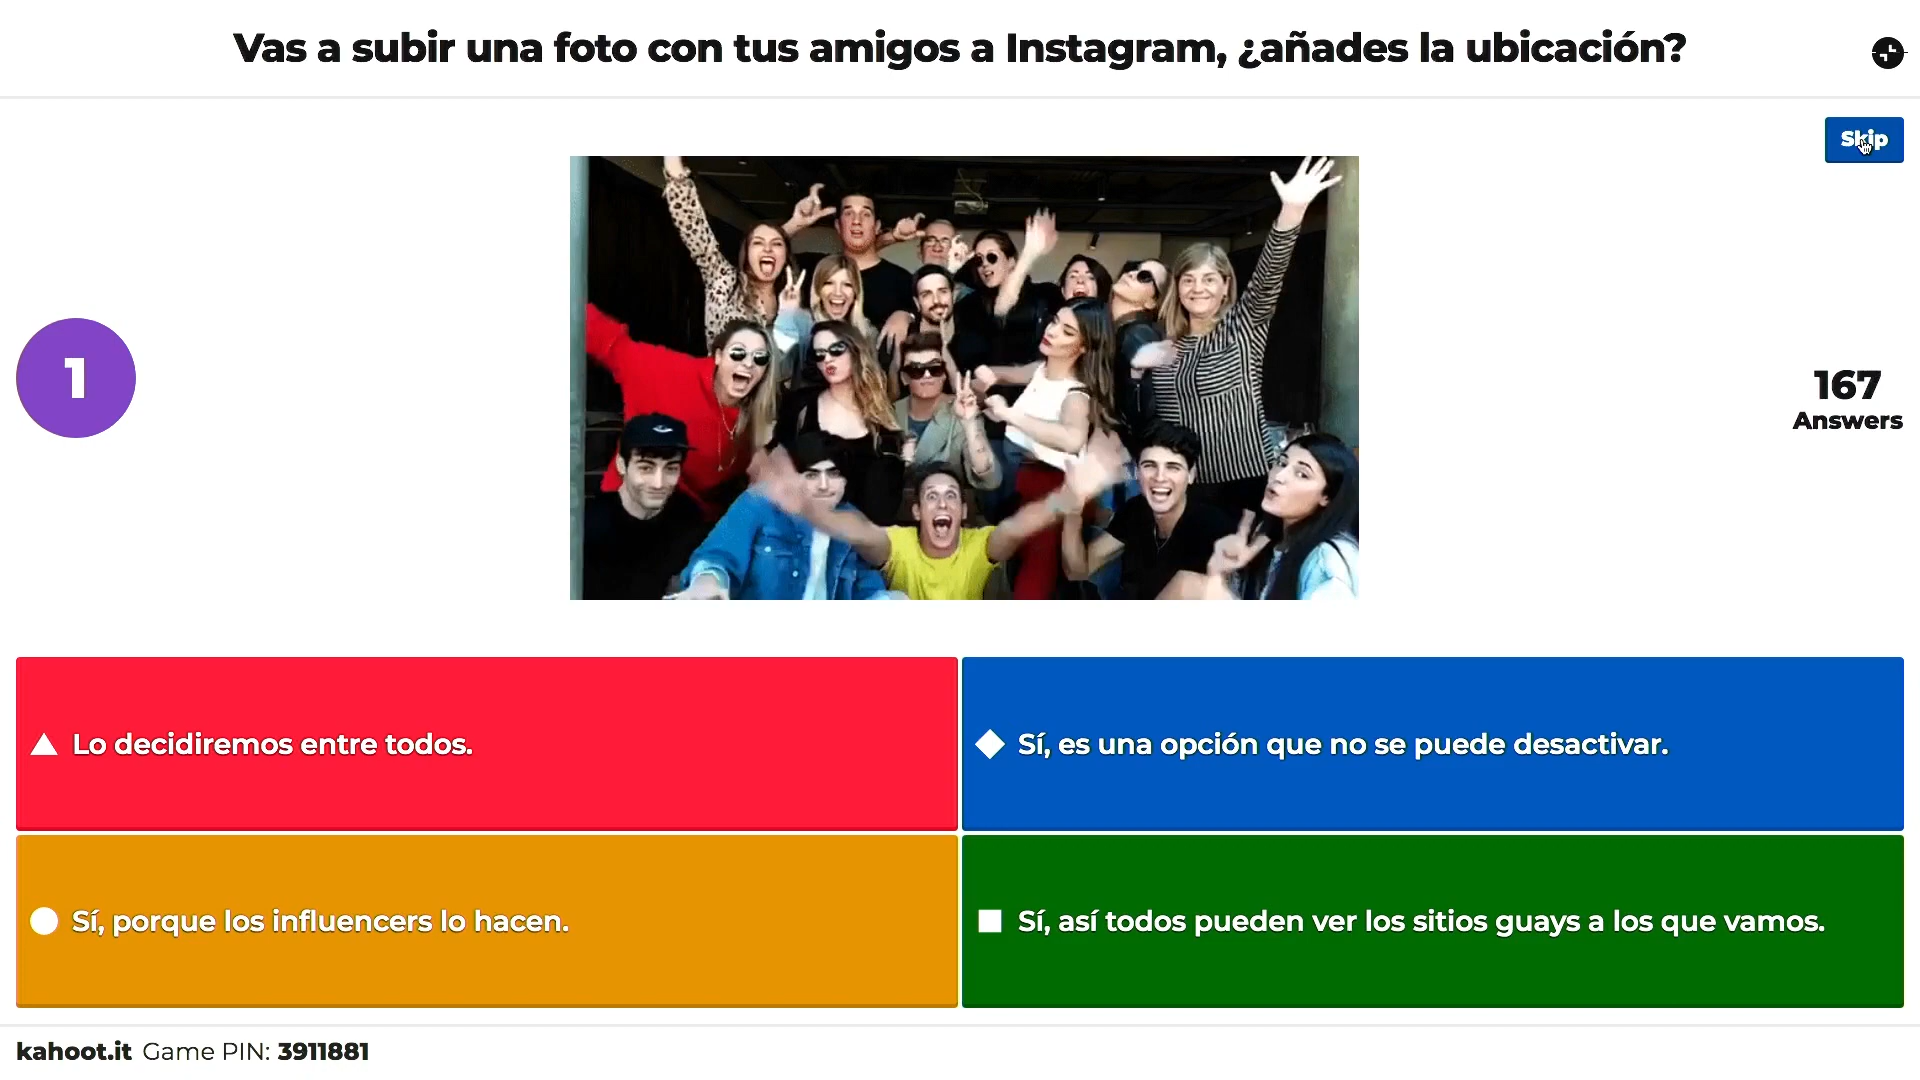 Vas a subir una foto con tus amigos a Instagram, ¿añades la ubicación?
Skip
1
167
Answers
Lo decidiremos entre todos.
Sí, es una opción que no se puede desactivar.
Sí, porque los influencers lo hacen.
Sí, así todos pueden ver los sitios guays a los que vamos.
kahoot.it Game PIN: 3911881